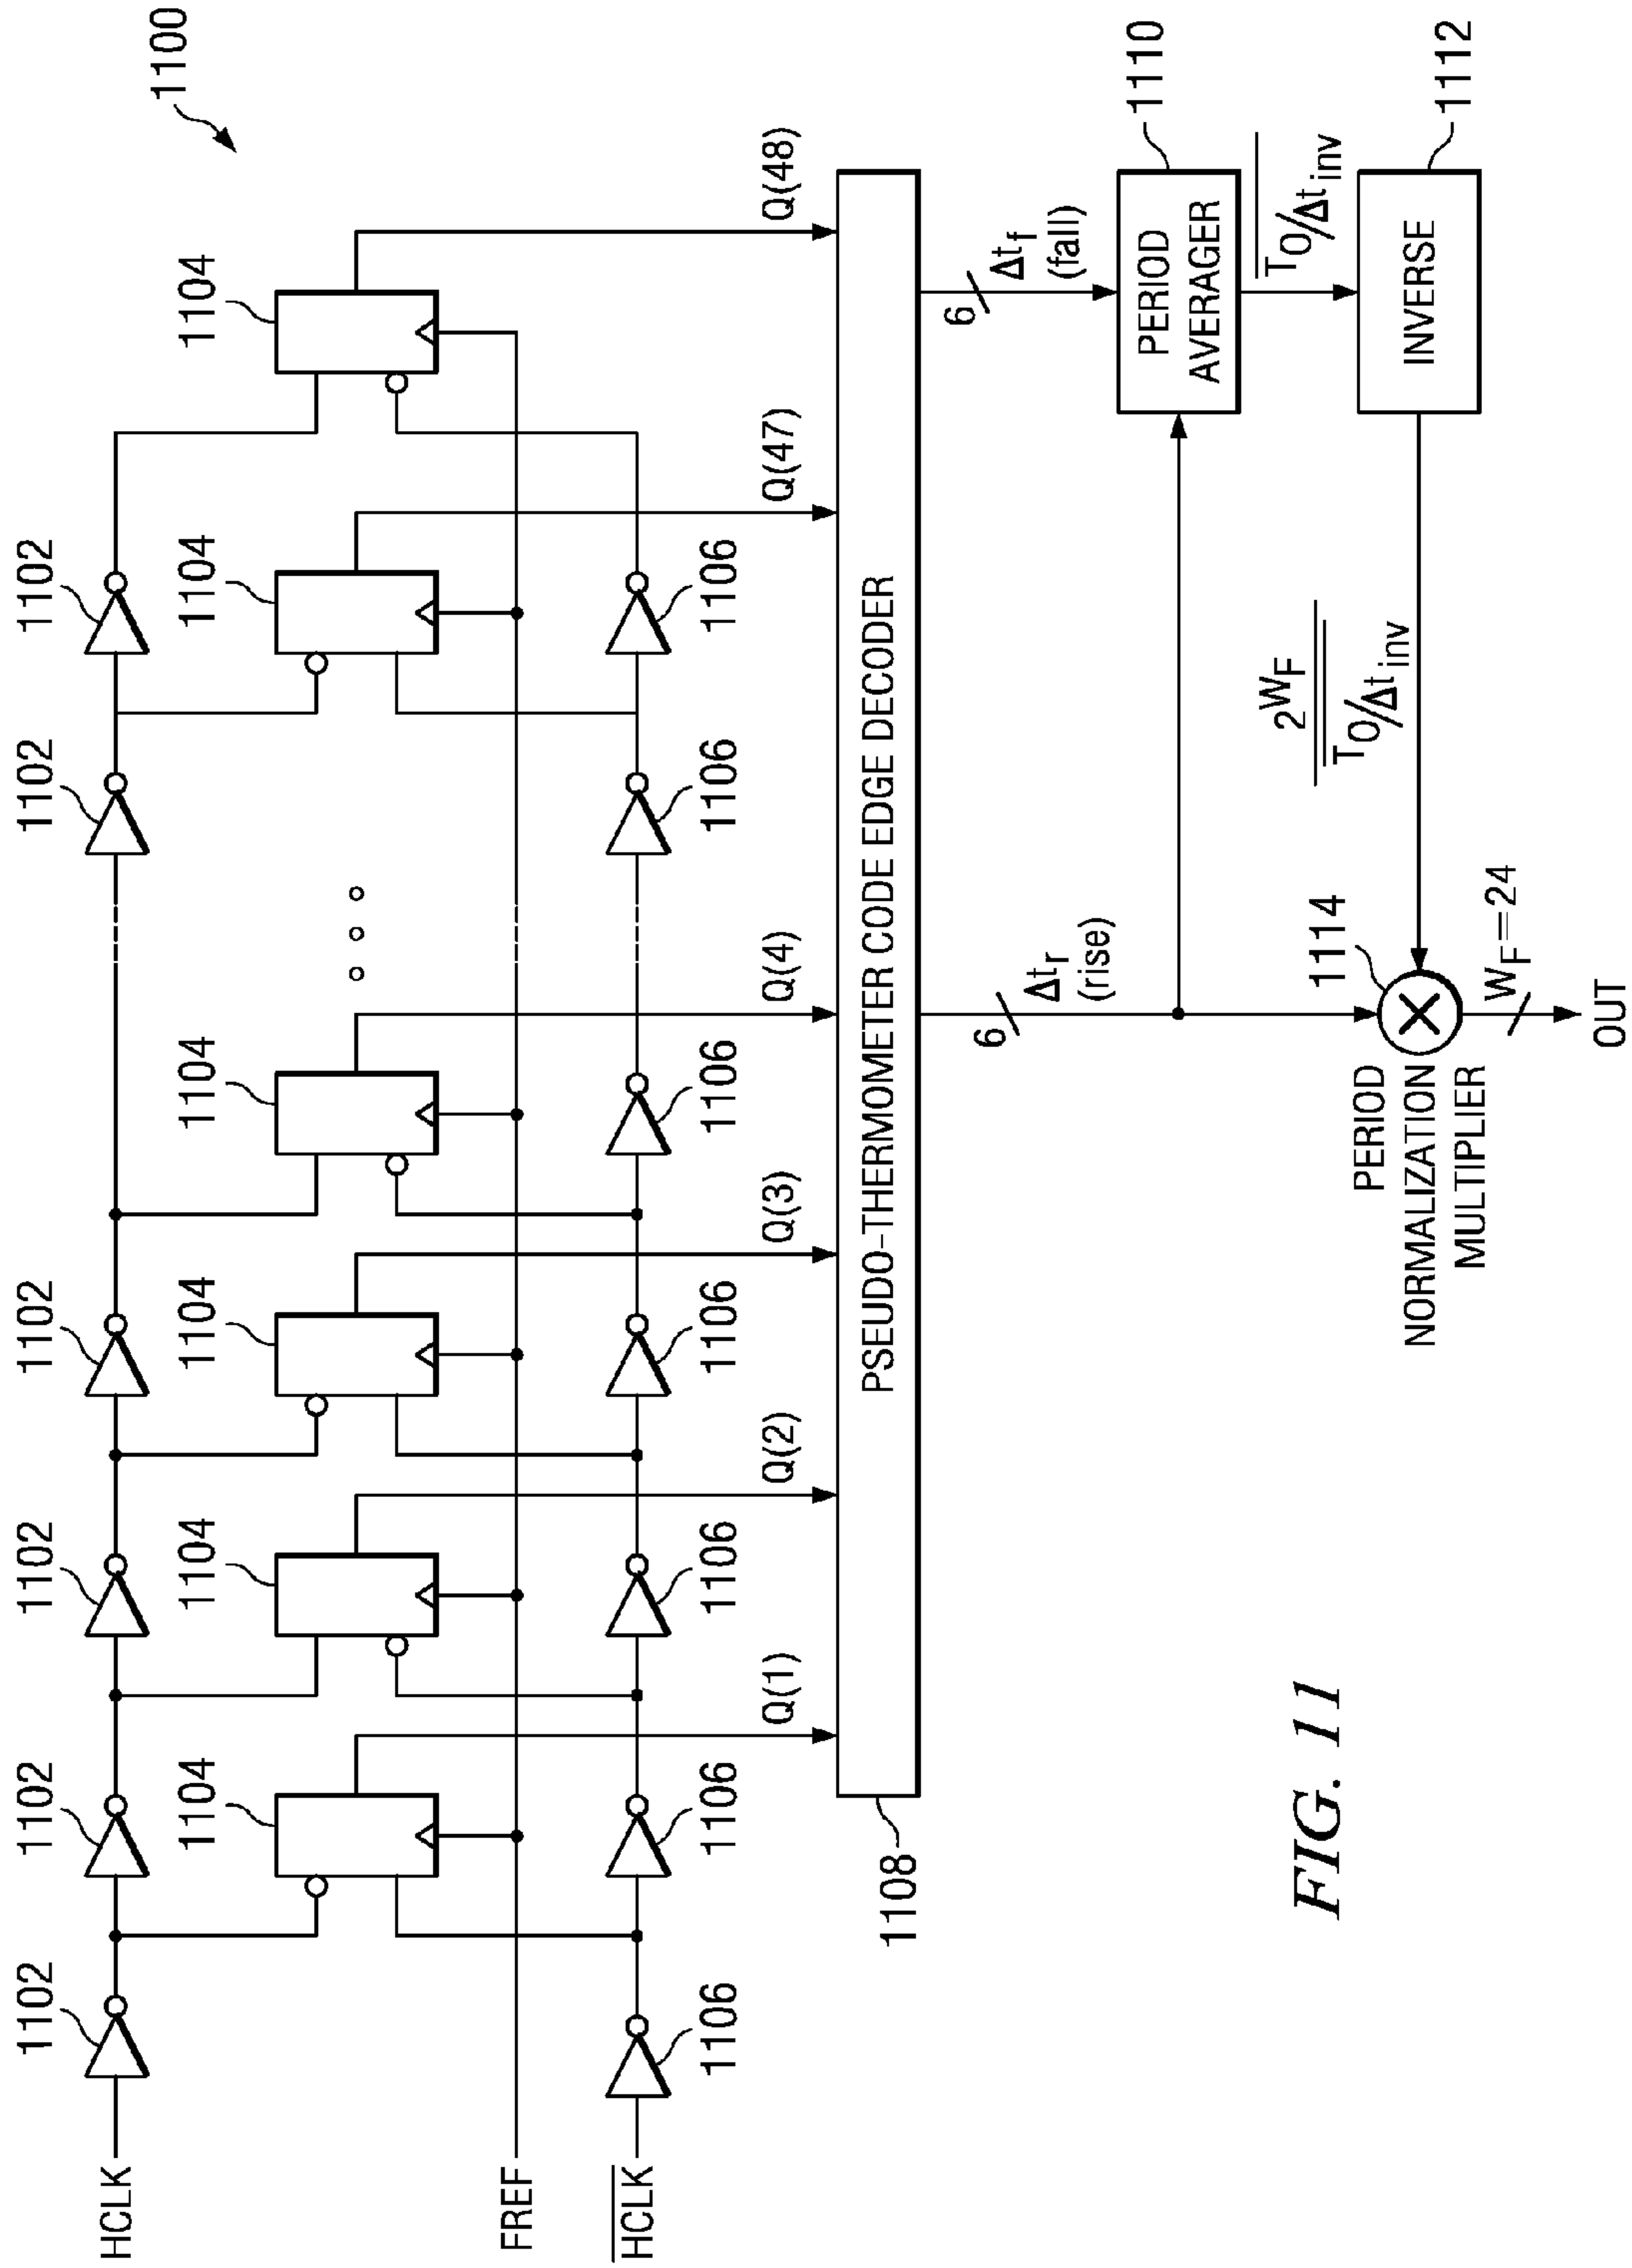 1100
1102
1102
1102
1102
1102
1102
1104
1104
1104
1104
1104
1104
HCLK
FREF
HCLK
1106
1106
1106
1106
1106
1106
1106
Q(1)
Q(2)
Q(3)
Q(4)
Q(47)
Q(48)
PSEUDO-THERMOMETER CODE EDGE DECODER
1108
6
Δtr
(rise)
6
Δtf
(fall)
PERIOD
AVERAGER
1110
T0/Δtinv
INVERSE
1112
2WF
T0/Δtinv
1114
PERIOD
NORMALIZATION
MULTIPLIER
WF=24
OUT
FIG. 11